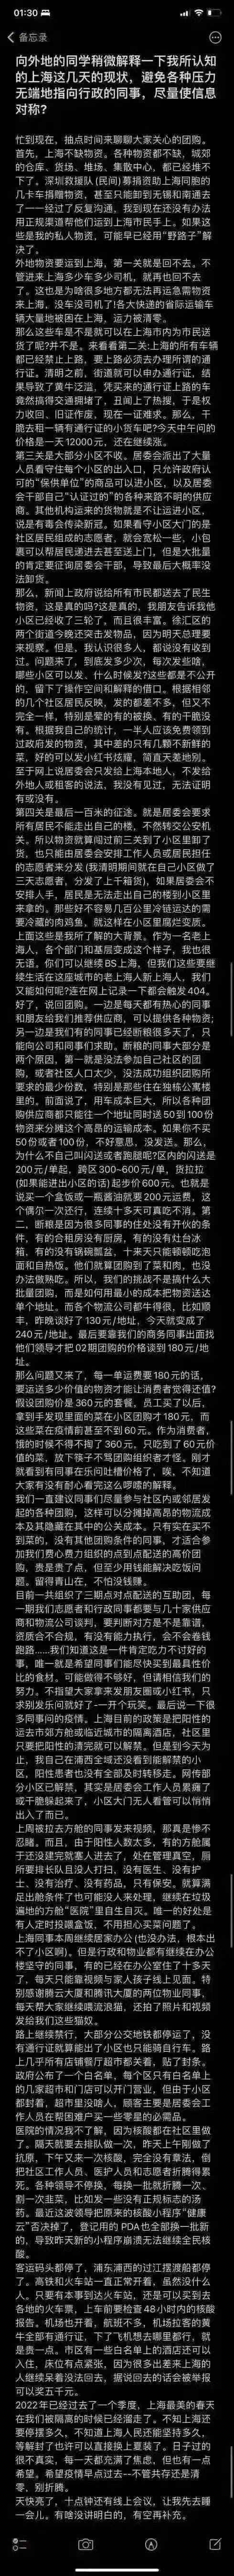 01:30
备忘录
向外地的同学稍微解释一下我所认知
的上海这几天的现状，避免各种压力
无端地指向行政的同事，尽量使信息
对称?
忙到现在，抽点时间来聊聊大家关心的团购。
首先，上海不缺物资。各种物资都不缺，城郊
的仓库、货场、堆场、集散中心，都已经堆不
下了。深圳救援队(民间)募捐资助上海同胞的
几卡车捐赠物资，甚至只能卸到无锡和南通去
了——经过了反复沟通。我到现在还没有办法
用正规渠道帮他们运到上海市民手上。如果这
些是我的私人物资，可能早已经用“野路子”解
决了。
外地物资要运到上海，第一关就是回不去。不
管进来上海多少车多少司机，就再也回不去
了。这也是为啥很多地方都无法再运急需物资
来上海，没车没司机了!各大快递的省际运输车
辆大量地被困在上海，运力被清零。
那么这些车是不是就可以在上海市内为市民送
货了呢?并不是。来看看第二关:上海的所有车辆
都已经禁止上路，要上路必须去办理所谓的通
行证。清明之前，街道就可以申办通行证，结
果导致了黄牛泛滥，凭买来的通行证上路的车
竟然搞得交通拥堵了，丑闻上了热搜，于是权
力收回、旧证作废，现在一证难求。那么，干
脆去租一辆有通行证的小货车吧?今天中午问的
价格是一天12000元，还在继续涨。
第三关是大部分小区不收。居委会派出了大量
人员看守住每个小区的出入口，只允许政府认
可的“保供单位”的商品可以进小区，以及居委
会干部自己“认证过的”的各种来路不明的供应
商。其他机构运来的货物就是不让运进小区，
说是有毒会传染新冠。如果看守小区大门的是
社区居民组成的志愿者，就会宽松一些，小包
裹可以帮居民递进去甚至送上门，但是大批量
的肯定要征询居委会干部，导致最后大概率没
法卸货。
那么，新闻上政府说给所有市民都送去了民生
物资，这是真的吗?这是真的，我朋友告诉我他
小区已经收了三轮了，而且很丰富。徐汇区的
两个街道今晚还突击发物品，因为明天总理要
来视察。但是，我认识很多人，都说没有收到
过。问题来了，到底发多少次，每次发些啥，
哪些小区可以发、什么时候发?这些都是不公开
的，留下了操作空间和解释的借口。根据相邻
的几个社区居民反映，发的都差不多，但又不
完全一样，特别是荤的有的被换、有的干脆没
有。根据我自己的统计，一半人应该免费领到
过政府发的物资，其中差的只有几颗不新鲜的
菜，好的可以发小红书炫耀，简直天差地别。
至于网上说居委会只发给上海本地人，不发给
外地人或租客的说法，我没有见过，无法证明
有或没有。
第四关是最后一百米的征途。就是居委会要求
所有居民不能走出自己的楼，不然转交公安机
关。所以物资就算闯过前三关到了小区里卸了
货，也只能由居委会安排工作人员或居民担任
的志愿者来分发(我清明期间就在自己小区做了
三天志愿者，分发了上千箱货)，如果居委会不
安排人手，居民是无法走出自己的楼到小区里
来拿的。那些好不容易几百公里冷链运送的需
要冷藏的肉鸡鱼，就这样在小区里腐烂变质。
上面这些是我所了解的大背景。作为一名老上
海人，各个部门和基层变成这个样子，我也很
无语。你们可以继续BS上海，但我们这些要继
续生活在这座城市的老上海人新上海人，我们
又能如何呢?连在网上记录一下都会触发404。
好了，说回团购。一边是每天都有热心的同事
和朋友给我们推荐供应商，可以提供各种物资;
另一边是我们有的同事已经断粮很多天了，只
能向公司和同事们求助。断粮的同事大部分是
两个原因，第一就是没法参加自己社区的团
购，或者社区人口太少，没法成功组织团购所
要求的最少份数，特别是那些住在独栋公寓楼
里的。前面说了，用车成本巨大，所以各种团
购供应商都只能往一个地址同时送50到100份
物资来分摊这个高昂的运输成本。如果你不买
50份或者100份，不好意思，没发送。那么，
为什么不自己叫闪送或者跑腿呢?区内的闪送是
200元/单起，跨区300~600元/单，货拉拉
(如果能进出小区的话)起步价600元。也就是
说买一个盒饭或一瓶酱油就要200元运费，这
个偶尔一次还行，连续十多天可真吃不消。第
二，断粮是因为很多同事的住处没有开伙的条
件，有的合租房没有厨房，有的没有灶台冰
箱，有的没有锅碗瓢盆，十来天只能顿顿吃泡
面和自热饭。他们就算团购到了菜和肉，也没
办法做熟吃。所以，我们的挑战不是搞什么大
批量团购，而是如何用最小的成本把物资送达
单个地址。而各个物流公司都牛得很，比如顺
丰，昨晚谈好了130元/地址，今天就变成了
240元/地址。最后要靠我们的商务同事出面找
他们领导才把02期团购的价格谈到180元/地
址。
那么问题又来了，每一单运费要180元的话，
要运送多少价值的物资才能让消费者觉得还值?
假设团购价是360元的套餐，员工买了以后，
拿到手发现里面的菜在小区团购才180元，而
这些菜在疫情前甚至不到60元。作为消费者，
饿的时候不得不掏了360元，只吃到了60元价
值的菜，放下筷子不骂团购组织者才怪。刚才
就看到有同事在乐问吐槽价格了，唉，不知道
大家有没有耐心看完这么啰嗦的解释。
我们一直建议同事们尽量参与社区内或邻居发
起的各种团购，这样可以分摊掉高昂的物流成
本及其隐藏在其中的公关成本。只有实在买不
到菜的，没有其他团购条件的同事，才适合参
加我们费心费力组织的点到点配送的高价团
购，贵是贵了点，但至少用钱能解决吃饭问
题。留得青山在，不怕没钱赚。
目前一共组织了三期点对点配送的互助团。每
一期我们志愿者和行政同事都要与几十家供应
商和物流公司谈判，要判断对方是不是靠谱，
资质合不合规，有没有能力执行，会不会卷钱
跑路……我们知道这是一件肯定吃力不讨好的
事，唯一就是希望同事们能尽快买到最具性价
比的食材。可能做得不够好，但请相信我们的
努力。不指望大家拿来发朋友圈或小红书，只
求别发乐问就好了-一开个玩笑。最后说一下很
多同事问的疫情。上海目前的政策是把阳性的
运去市郊方舱或临近城市的隔离酒店，社区里
只要把阳性的清完就可以解禁。但是截止今天为
止，我自己在浦西全域还没看到能解禁的小
区，阳性患者也没有全部及时转移走。网传部
分小区已解禁，其实是居委会工作人员累瘫了
或干脆躲起来了，小区大门无人看管可以悄悄
出入了而已。
上周被拉去方舱的同事发来视频，那真是惨不
忍睹。而且，由于阳性人数太多，有的方舱属
于还没建完就塞人进去了，处在管理真空，厕
所要排长队且没人打扫，没有医生、没有护
士、没有治疗、没有药品，只有保安。就算满
足出舱条件了也可能没人来处理，继续在垃圾
遍地的方舱“医院”里自生自灭。唯一的好处是
有人定时投喂盒饭，不用担心买菜问题了。
上海同事本周继续居家办公(也没办法，根本出
不了小区啊)。但是行政和物业都有继续在办公
楼坚守的同事，有的已经在办公室住了十多天
了，每天只能靠视频与家人孩子线上见面。特
别感谢腾云大厦和腾讯大厦的两位物业同事，
每天帮大家继续喂流浪猫，还拍了照片和视频
发给我们这些猫奴。
路上继续禁行，大部分公交地铁都停运了，没
有通行证就算能出了小区也只能骑自行车。路
上几乎所有店铺餐厅超市都关着，贴了封条。
政府公布了一个白名单，每个区只有白名单上
的几家超市和门店可以开门营业，但由于小区
都封着，超市里没啥人，顾客主要是居委会工
作人员在帮困难户买一些零星的必需品。
医院的情况我不了解，因为核酸都在社区里做
了。隔天就要去排队做一次，昨天上午刚做了
抗原，下午又来一次核酸，完全没有章法，倒
把社区工作人员、医护人员和志愿者折腾得累
死。各种领导不停换，每换一个就折腾一次、
割一次韭菜，比如发一些没有正规标志的汤
药。最近这波领导把原来的核酸小程序“健康
云”否决掉了，登记用的PDA也全部换一批新
的，导致昨天新的小程序崩溃无法继续全民核
酸。
客运码头都停了，浦东浦西的过江摆渡船都停
了。高铁和火车站一直正常开着，虽然没什么
人。只要有本事到达火车站，还是可以买到去
各地的火车票，上车前要检查48小时内的核酸
报告。机场也开着，航班不多，机场拉客的黄
牛全部有通行证，下了飞机想去哪里都行，就
是贵一点。市区有一些白名单上的酒店还可以
入住，床位有点紧张，因为很多出差来上海的
人继续呆着没法回去，据说回去的话会被举报
可以奖五千元。
2022年已经过去了一个季度，上海最美的春天
在我们被隔离的时候已经溜走了。不知上海还
要停摆多久，不知道上海人民还能坚持多久，
等解封了也许可以直接换上夏装了。日子过的
很不真实，每一天都充满了焦虑，但也有一点
希望。希望疫情早点过去--不管共存还是清
零，别折腾。
天快亮了，十点钟还有线上会议，让我先去睡
一会儿。有啥没讲明白的，有空再补充。